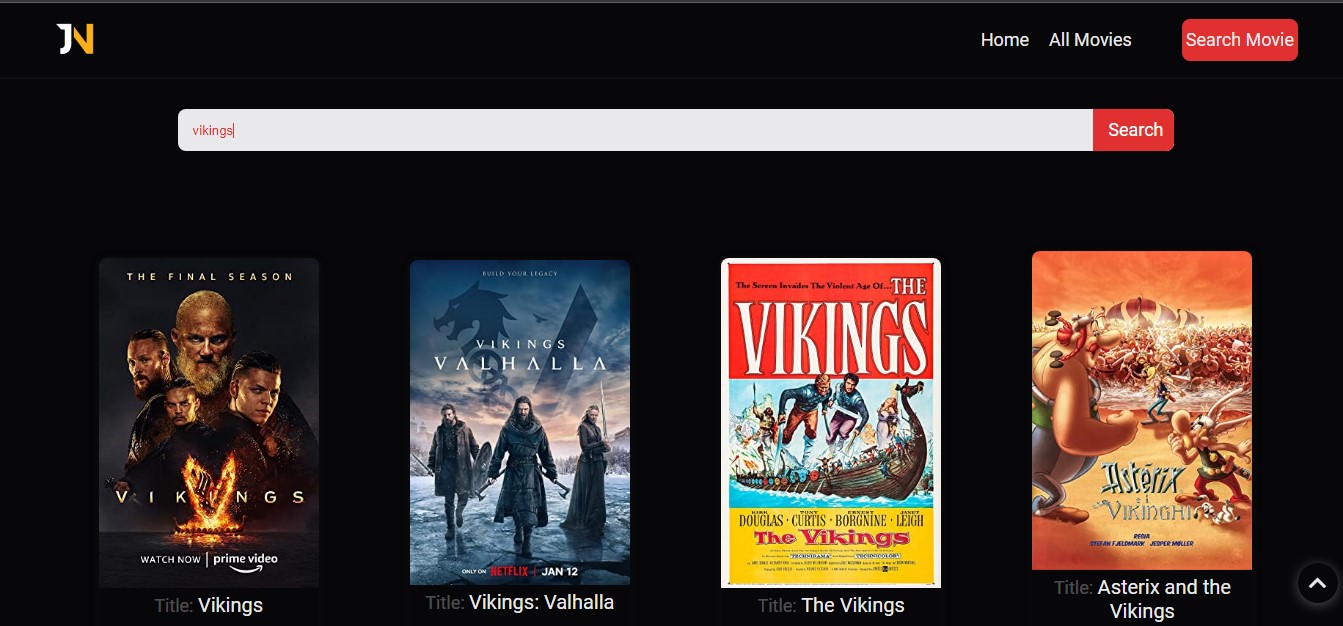 JN
Home
All Movies
Search Movie
vikings
Search
THE FINAL SEASON
VIKINGS
WATCH NOW | prime video
Title: Vikings
BUILD YOUR LEGACY
VIKINGS
VALHALLA
ONLY ON NETFLIX | JAN 12
Title: Vikings: Valhalla
The Screen Invades The Violent Age Of...THE
VIKINGS
KIRK TONY ERNEST JANET
DOUGLAS · CURTIS · BORGNINE · LEIGH
The Vikings
TECHNIRAMA TECHNICOLOR
Title: The Vikings
Asterix
e i
VIKINGHI
REGIA
STEFAN FJELDMARK JESPER MØLLER
Title: Asterix and the
Vikings